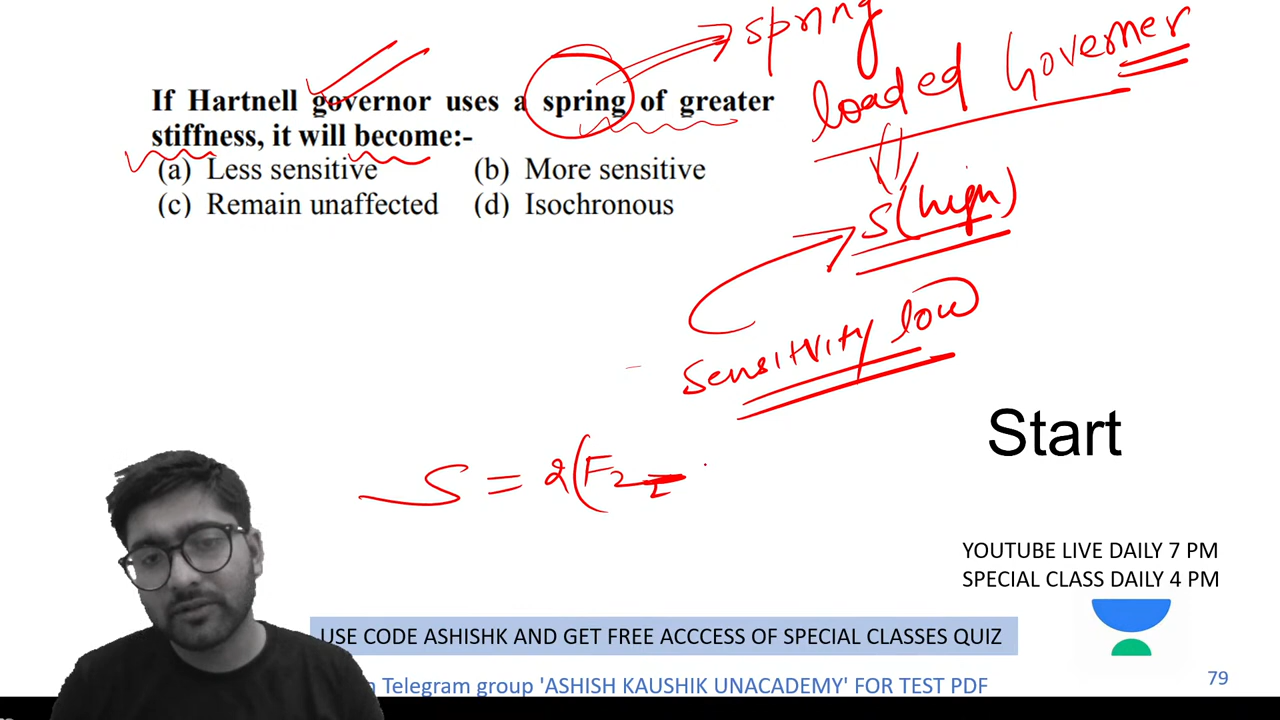 If Hartnell governor uses a spring of greater
stiffness, it will become:-
(a) Less sensitive (b) More sensitive
(c) Remain unaffected (d) Isochronous
spring
loaded Governer
S (high)
Sensitivity low
S = 2(F2 -
Start
YOUTUBE LIVE DAILY 7 PM
SPECIAL CLASS DAILY 4 PM
USE CODE ASHISHK AND GET FREE ACCCESS OF SPECIAL CLASSES QUIZ
Telegram group 'ASHISH KAUSHIK UNACADEMY' FOR TEST PDF
79